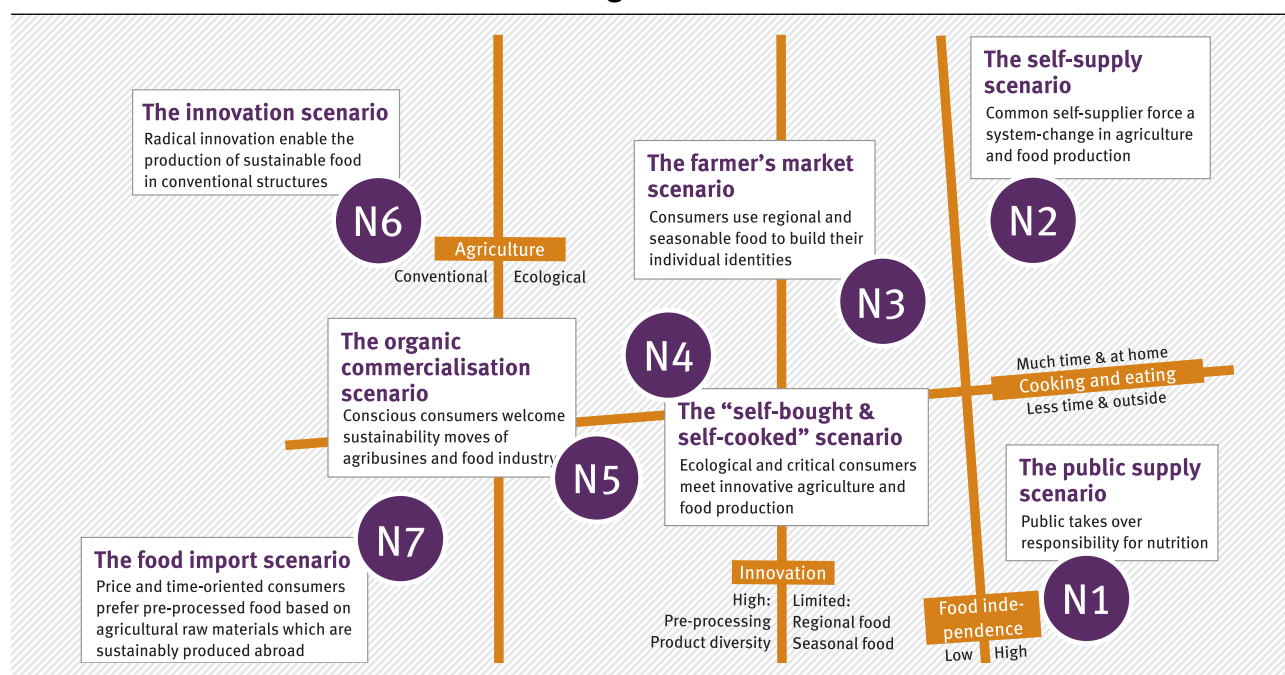 The innovation scenario
Radical innovation enable the
production of sustainable food
in conventional structures
N6
Agriculture
Conventional
Ecological
The farmer's market
scenario
Consumers use regional and
seasonable food to build their
individual identities
N3
The self-supply
scenario
Common self-supplier force a
system-change in agriculture
and food production
N2
The organic
commercialisation
scenario
Conscious consumers welcome
sustainability moves of
agribusines and food industry
N5
N4
The “self-bought &
self-cooked” scenario
Ecological and critical consumers
meet innovative agriculture and
food production
Much time & at home
Cooking and eating
Less time & outside
The public supply
scenario
Public takes over
responsibility for nutrition
N1
N7
The food import scenario
Price and time-oriented consumers
prefer pre-processed food based on
agricultural raw materials which are
sustainably produced abroad
Innovation
High:
Pre-processing
Product diversity
Limited:
Regional food
Seasonal food
Food inde-
pendence
Low
High